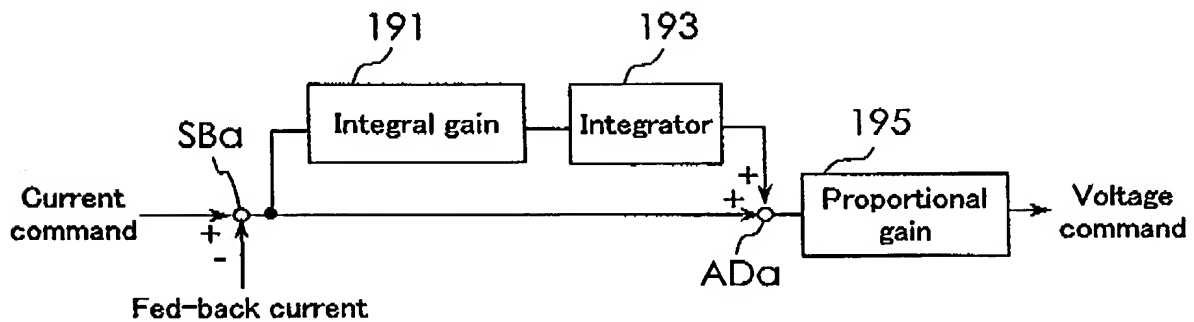 191
193
Integral gain
Integrator
195
SBa
Current
command
+
-
Fed-back current
+
+
ADa
Proportional
gain
Voltage
command